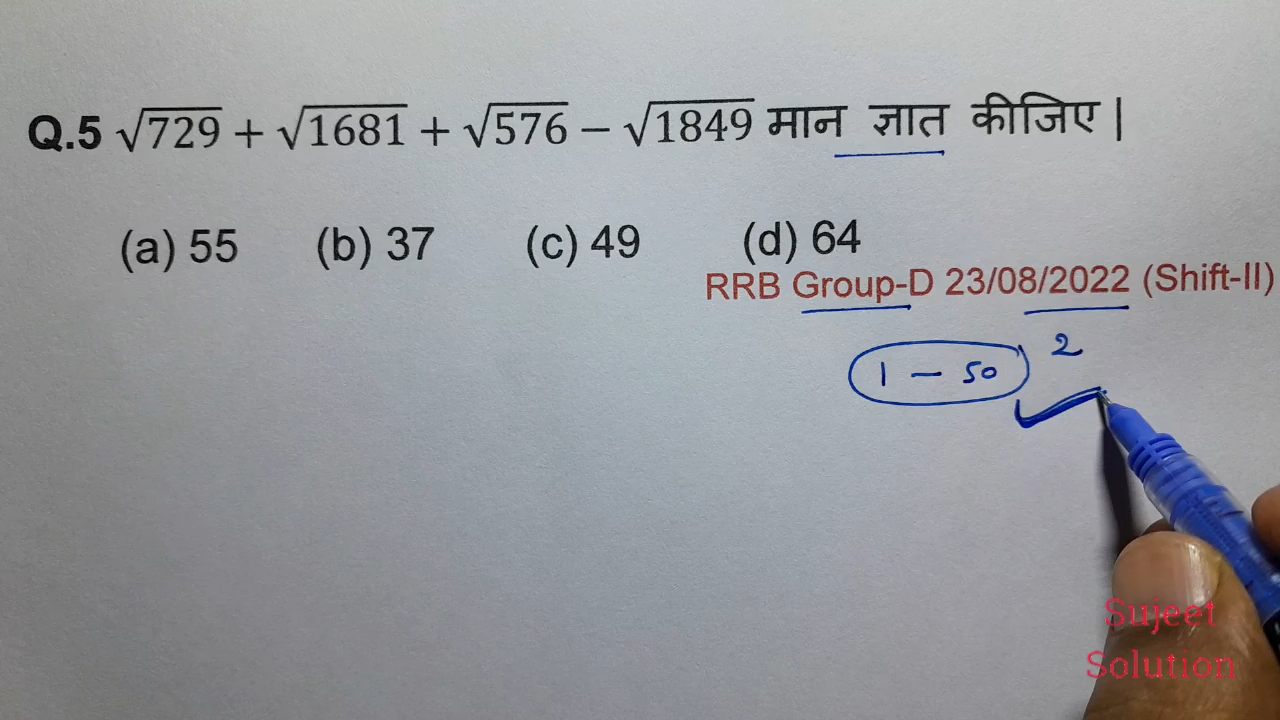 Q.5 √729 + √1681 + √576 − √1849 मान ज्ञात कीजिए |
(a) 55 (b) 37 (c) 49 (d) 64
RRB Group-D 23/08/2022 (Shift-II)
1 – 50 2
Sujeet
Solution